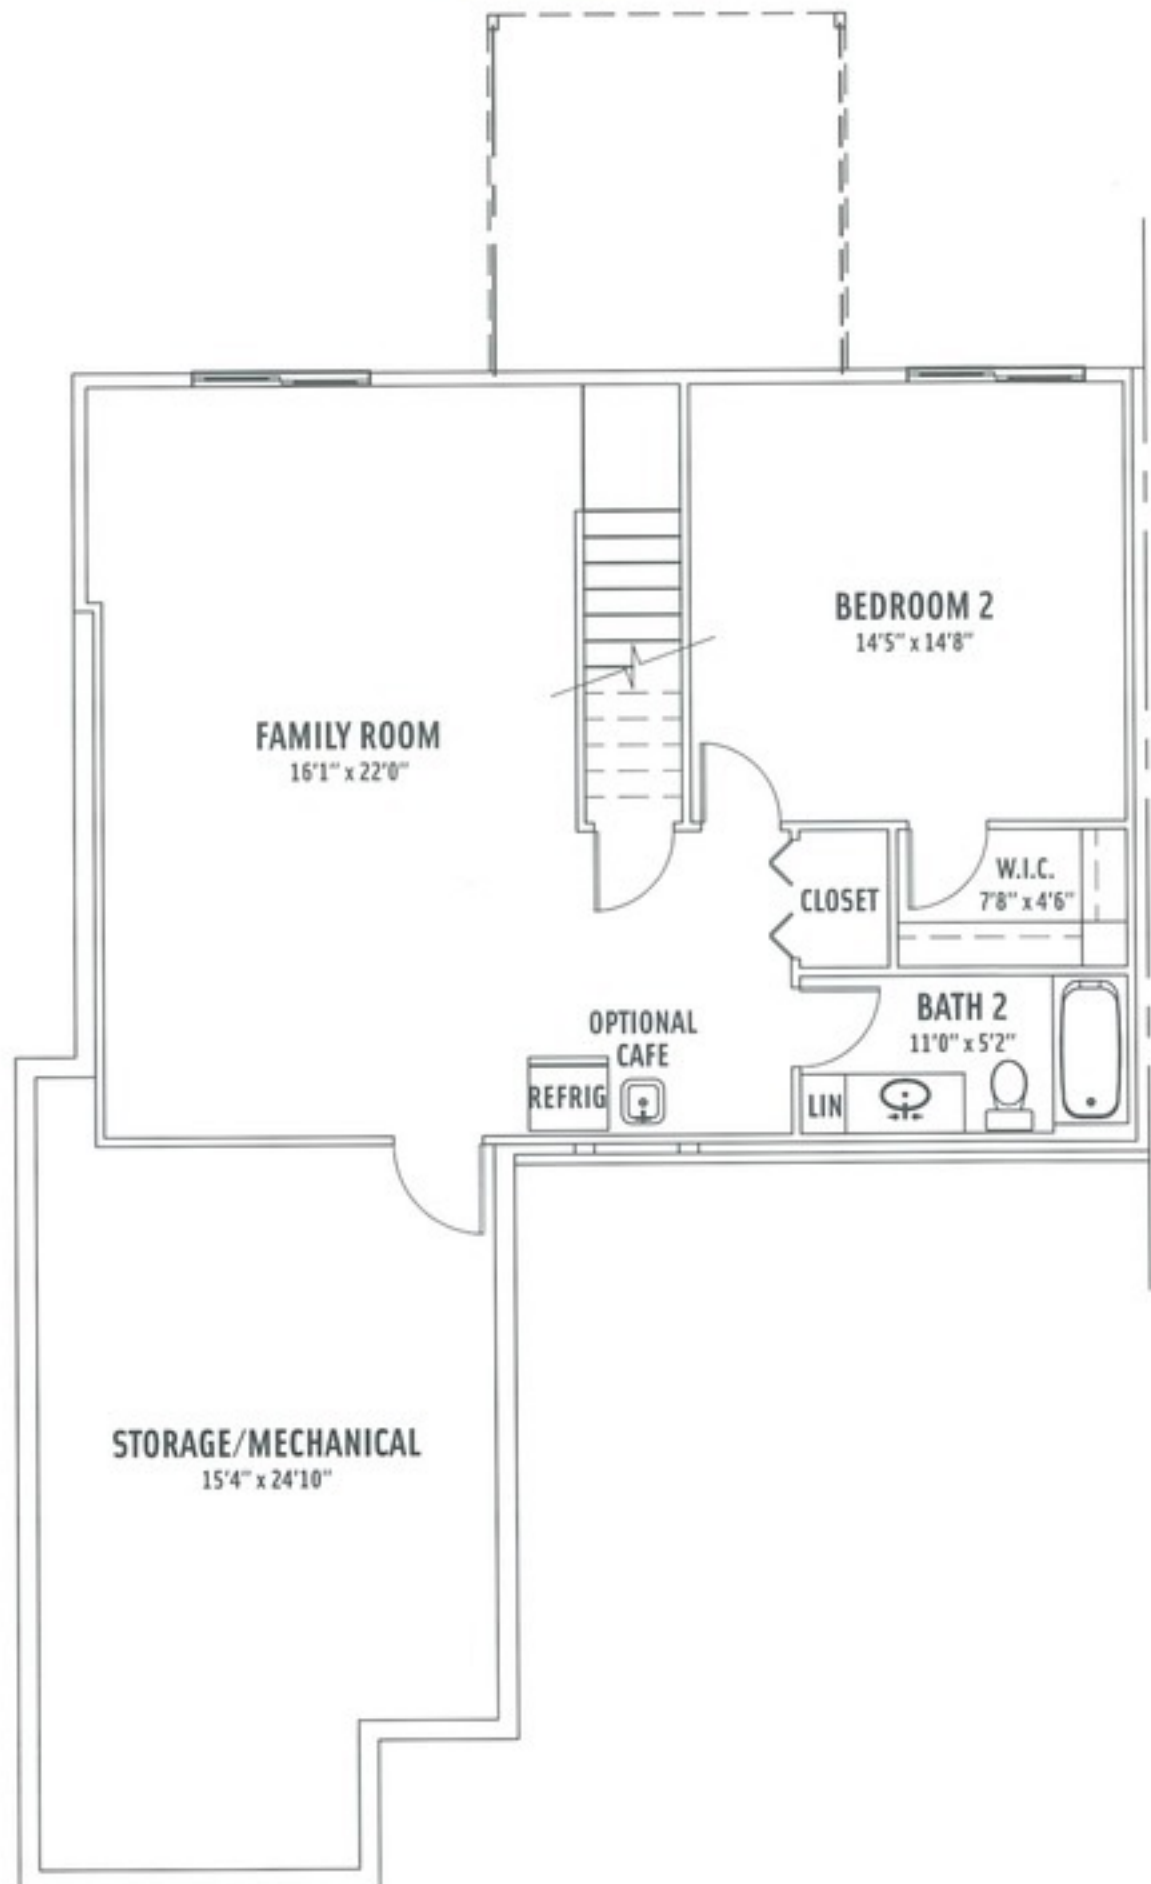 BEDROOM 2
14'5" x 14'8"
FAMILY ROOM
16'1" x 22'0"
W.I.C.
7'8" x 4'6"
CLOSET
OPTIONAL
CAFE
BATH 2
11'0" x 5'2"
REFRIG
LIN
STORAGE/MECHANICAL
15'4" x 24'10"